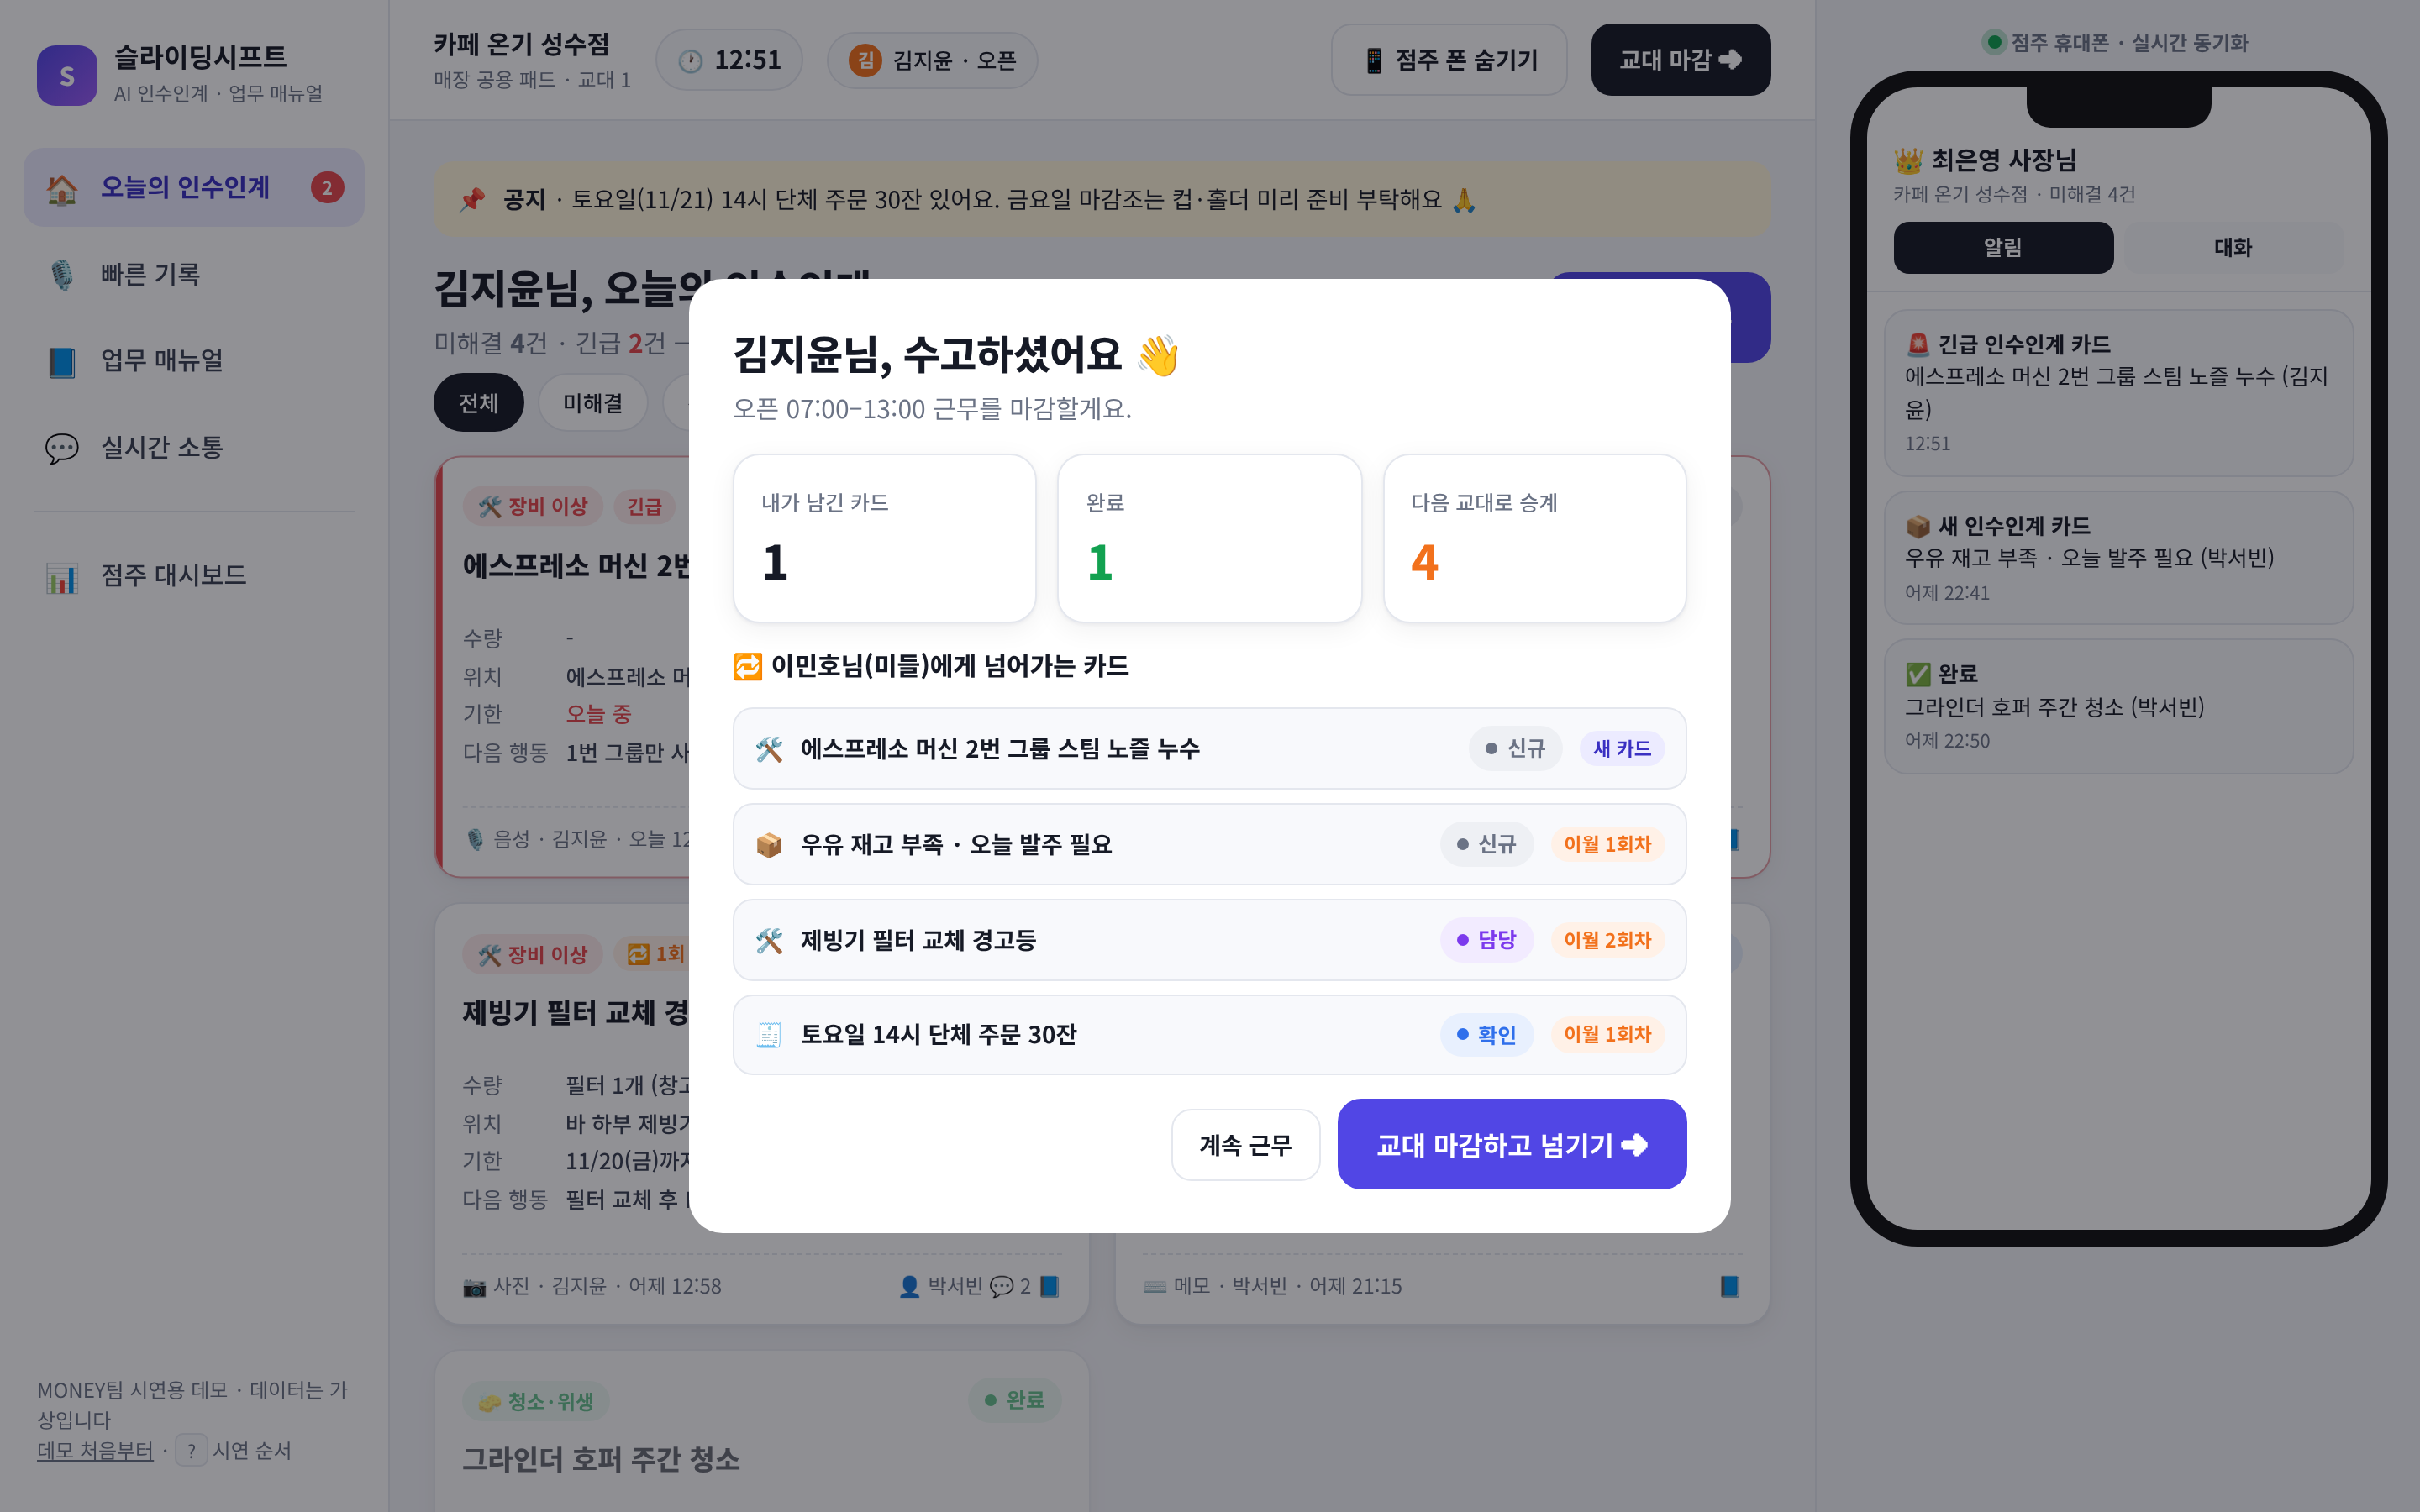 S
슬라이딩시프트
AI 인수인계 · 업무 매뉴얼
오늘의 인수인계
2
빠른 기록
업무 매뉴얼
실시간 소통
점주 대시보드
MONEY팀 시연용 데모 · 데이터는 가
상입니다
데모 처음부터 · ? 시연 순서
카페 온기 성수점
매장 공용 패드 · 교대 1
12:51
김 김지윤 · 오픈
점주 폰 숨기기
교대 마감
공지 · 토요일(11/21) 14시 단체 주문 30잔 있어요. 금요일 마감조는 컵·홀더 미리 준비 부탁해요 🙏
김지윤님, 오늘의
미해결 4건 · 긴급 2건 –
전체
미해결
장비 이상
긴급
에스프레소 머신 2번
수량 -
위치 에스프레소 머
기한 오늘 중
다음 행동 1번 그룹만 사
음성 · 김지윤 · 오늘 12
장비 이상
1회
제빙기 필터 교체 경
수량 필터 1개 (창고
위치 바 하부 제빙기
기한 11/20(금)까지
다음 행동 필터 교체 후
사진 · 김지윤 · 어제 12:58
박서빈 2
메모 · 박서빈 · 어제 21:15
청소·위생
완료
그라인더 호퍼 주간 청소
김지윤님, 수고하셨어요 👋
오픈 07:00–13:00 근무를 마감할게요.
내가 남긴 카드
1
완료
1
다음 교대로 승계
4
이민호님(미들)에게 넘어가는 카드
에스프레소 머신 2번 그룹 스팀 노즐 누수
신규
새 카드
우유 재고 부족 · 오늘 발주 필요
신규
이월 1회차
제빙기 필터 교체 경고등
담당
이월 2회차
토요일 14시 단체 주문 30잔
확인
이월 1회차
계속 근무
교대 마감하고 넘기기
점주 휴대폰 · 실시간 동기화
최은영 사장님
카페 온기 성수점 · 미해결 4건
알림
대화
긴급 인수인계 카드
에스프레소 머신 2번 그룹 스팀 노즐 누수 (김지
윤)
12:51
새 인수인계 카드
우유 재고 부족 · 오늘 발주 필요 (박서빈)
어제 22:41
완료
그라인더 호퍼 주간 청소 (박서빈)
어제 22:50